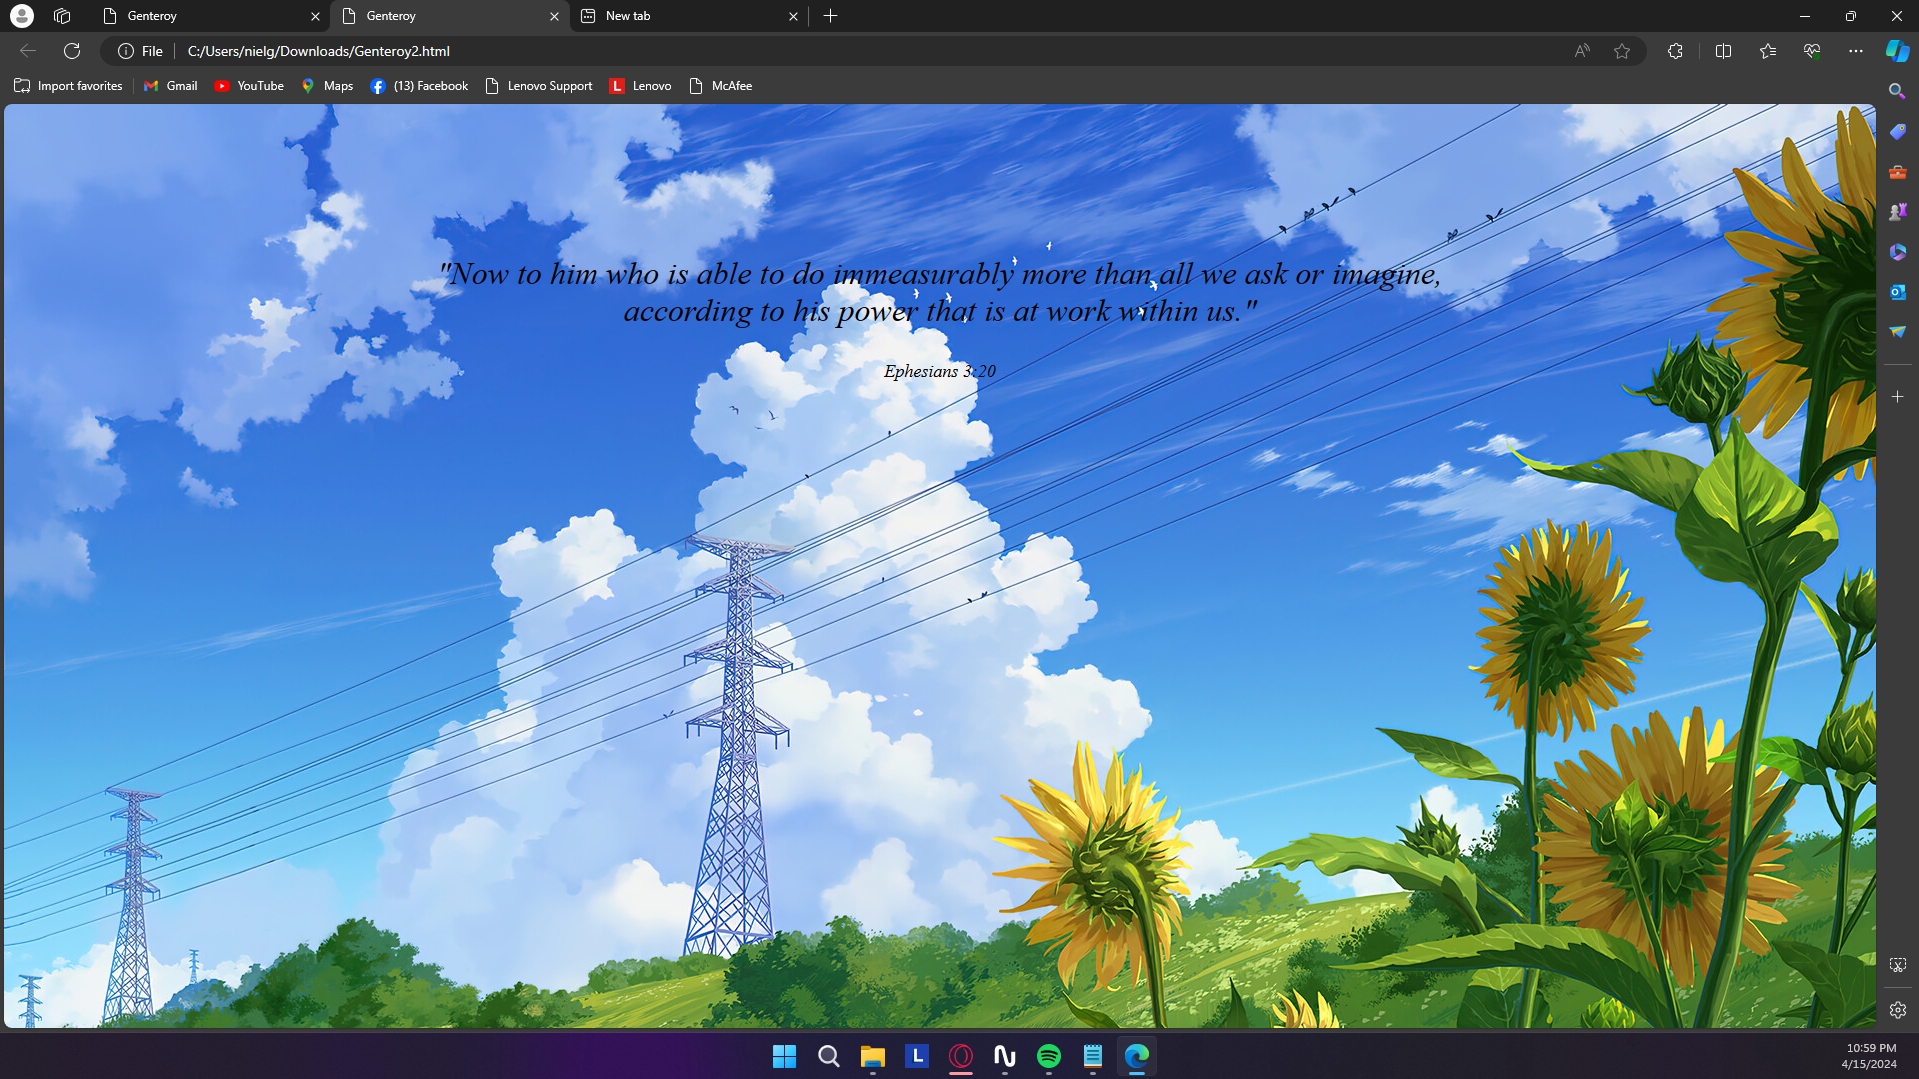 Genteroy
Genteroy
New tab
File
C:/Users/nielg/Downloads/Genteroy2.html
Import favorites
Gmail
YouTube
Maps
(13) Facebook
Lenovo Support
L
Lenovo
McAfee
"Now to him who is able to do immeasurably more than all we ask or imagine,
according to his power that is at work within us."
Ephesians 3:20
L
10:59 PM
4/15/2024